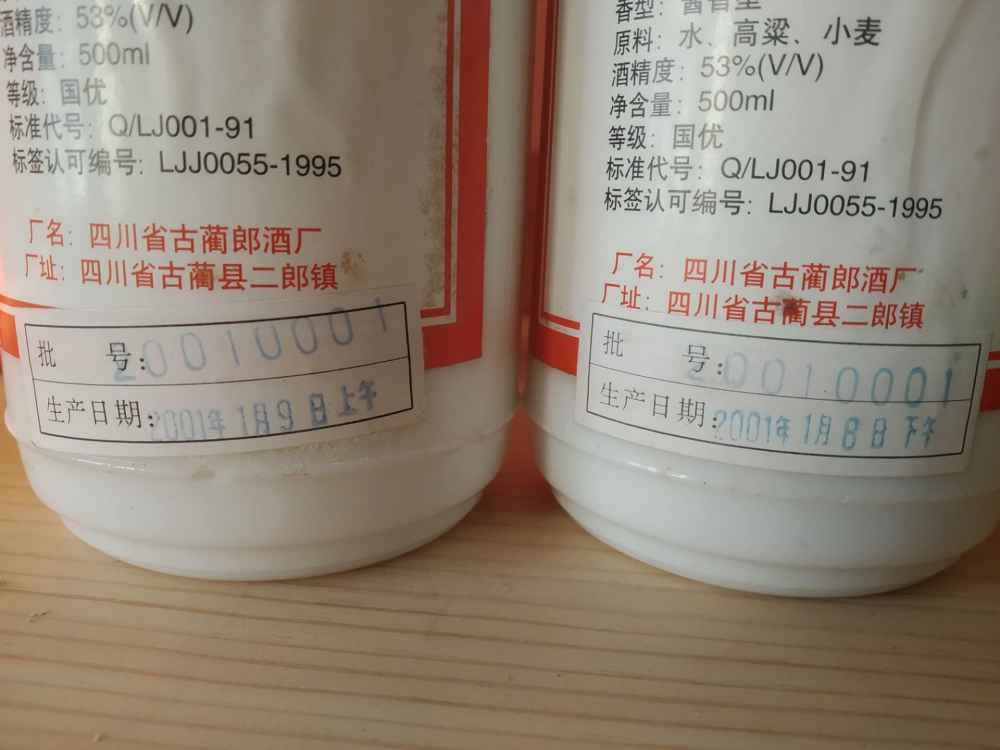 酒精度: 53%(V/V)
净含量: 500ml
等级: 国优
标准代号: Q/LJ001-91
标签认可编号: LJJ0055-1995
厂名: 四川省古蔺郎酒厂
厂址: 四川省古蔺县二郎镇
批 号: 20010001
生产日期: 2001年1月9日上午
香型: 酱香型
原料: 水、高粱、小麦
酒精度: 53%(V/V)
净含量: 500ml
等级: 国优
标准代号: Q/LJ001-91
标签认可编号: LJJ0055-1995
厂名: 四川省古蔺郎酒厂
厂址: 四川省古蔺县二郎镇
批 号: 20010001
生产日期: 2001年1月8日下午